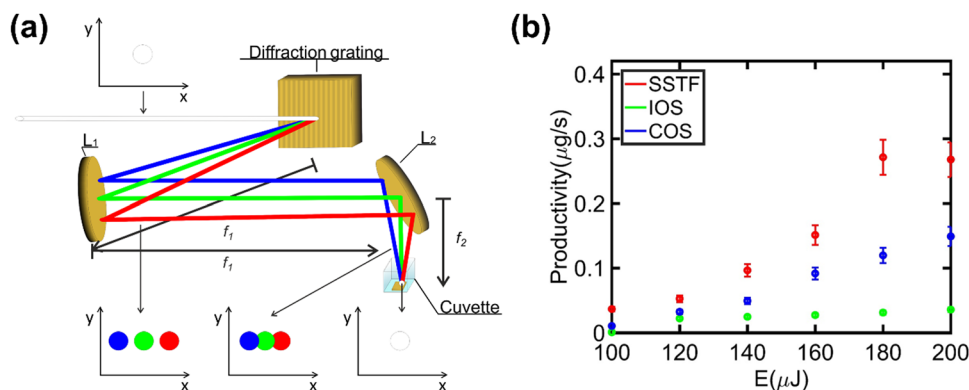 (a)
y
x
Diffraction grating
L1
L2
f1
f1
f2
Cuvette
y
x
y
x
y
x
(b)
Productivity(μg/s)
0.4
0.3
0.2
0.1
0
SSTF
IOS
COS
100 120 140 160 180 200
E(μJ)